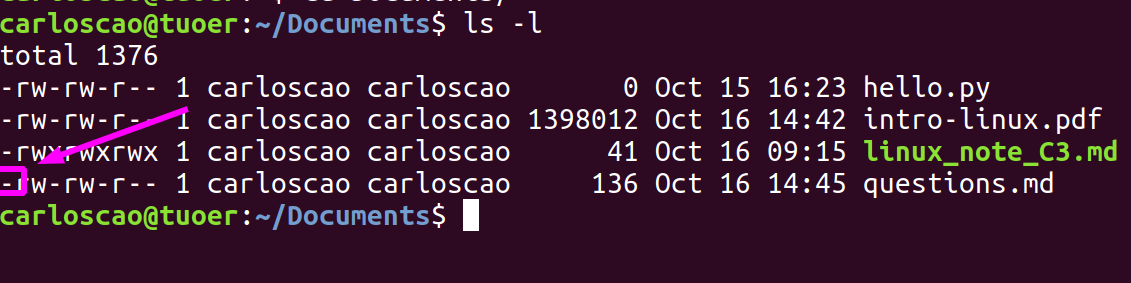 carloscao@tuoer:~/Documents$ ls -l
total 1376
-rw-rw-r-- 1 carloscao carloscao       0 Oct 15 16:23 hello.py
-rw-rw-r-- 1 carloscao carloscao 1398012 Oct 16 14:42 intro-linux.pdf
-rwxrwxrwx 1 carloscao carloscao      41 Oct 16 09:15 linux_note_C3.md
-rw-rw-r-- 1 carloscao carloscao     136 Oct 16 14:45 questions.md
carloscao@tuoer:~/Documents$